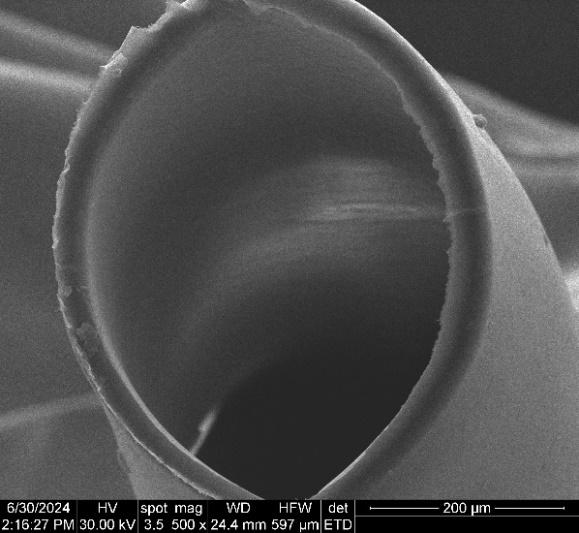 6/30/2024 HV spot mag WD HFW det
2:16:27 PM 30.00 kV 3.5 500 x 24.4 mm 597 µm ETD
200 µm